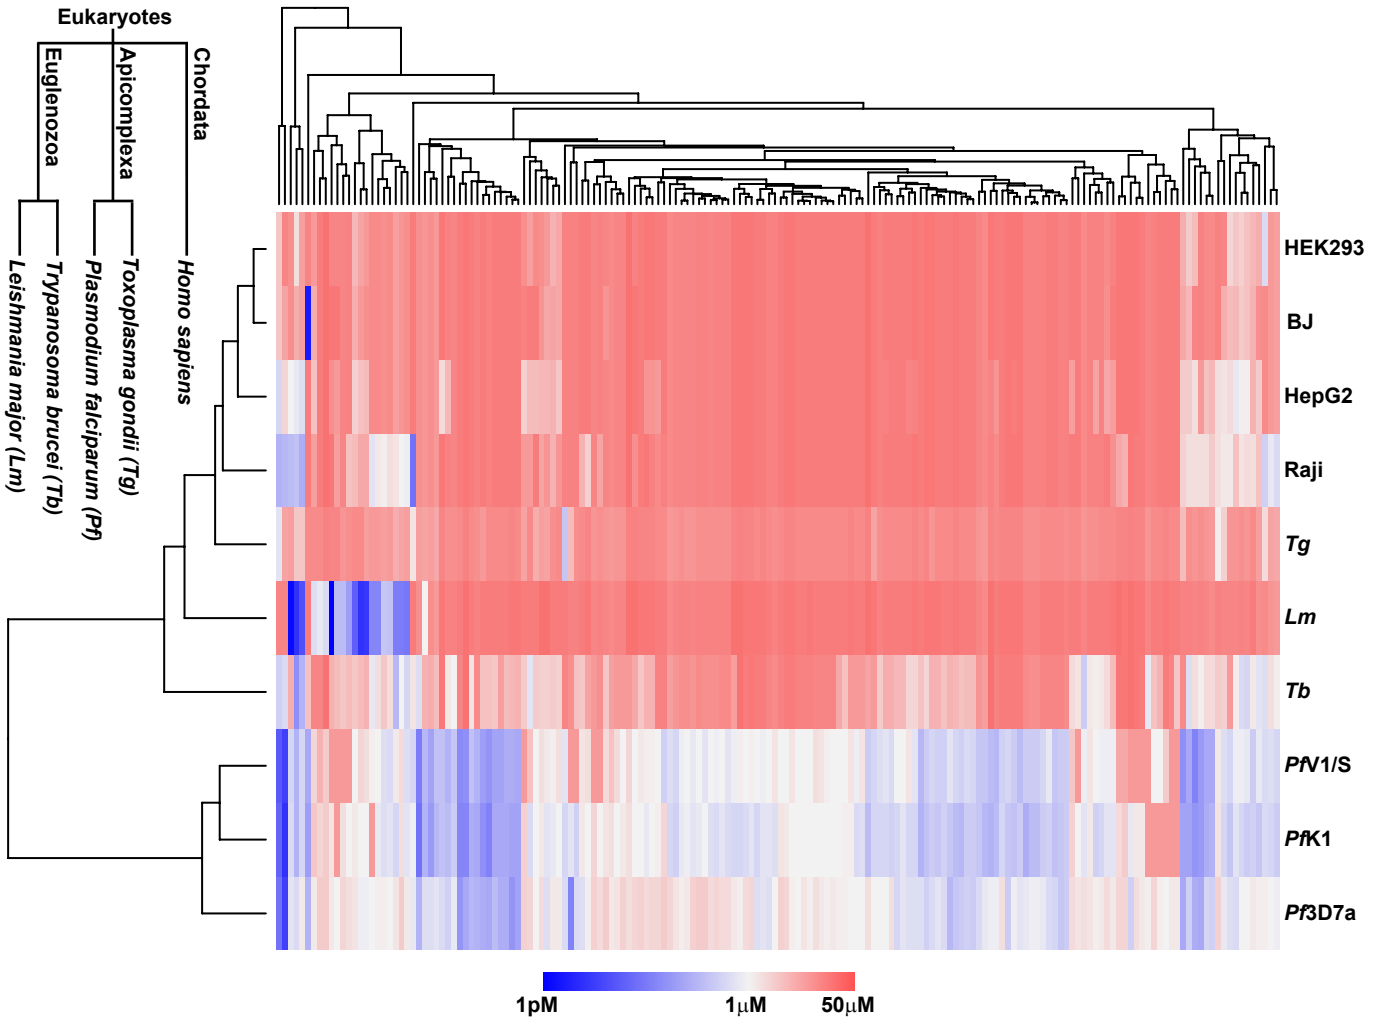 Eukaryotes
Euglenozoa
Apicomplexa
Chordata
Leishmania major (Lm)
Trypanosoma brucei (Tb)
Plasmodium falciparum (Pf)
Toxoplasma gondii (Tg)
Homo sapiens
HEK293
BJ
HepG2
Raji
Tg
Lm
Tb
PfV1/S
PfK1
Pf3D7a
1pM 1μM 50μM